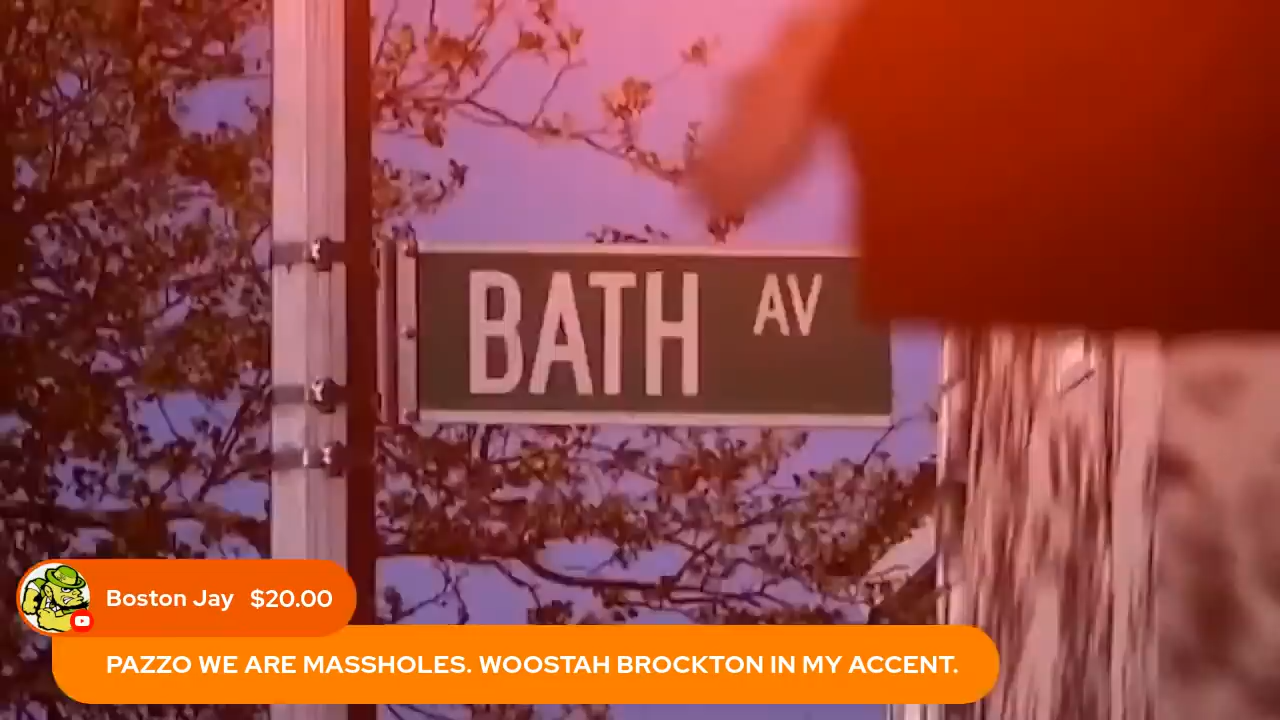 BATH AV
Boston Jay $20.00
PAZZO WE ARE MASSHOLES. WOOSTAH BROCKTON IN MY ACCENT.